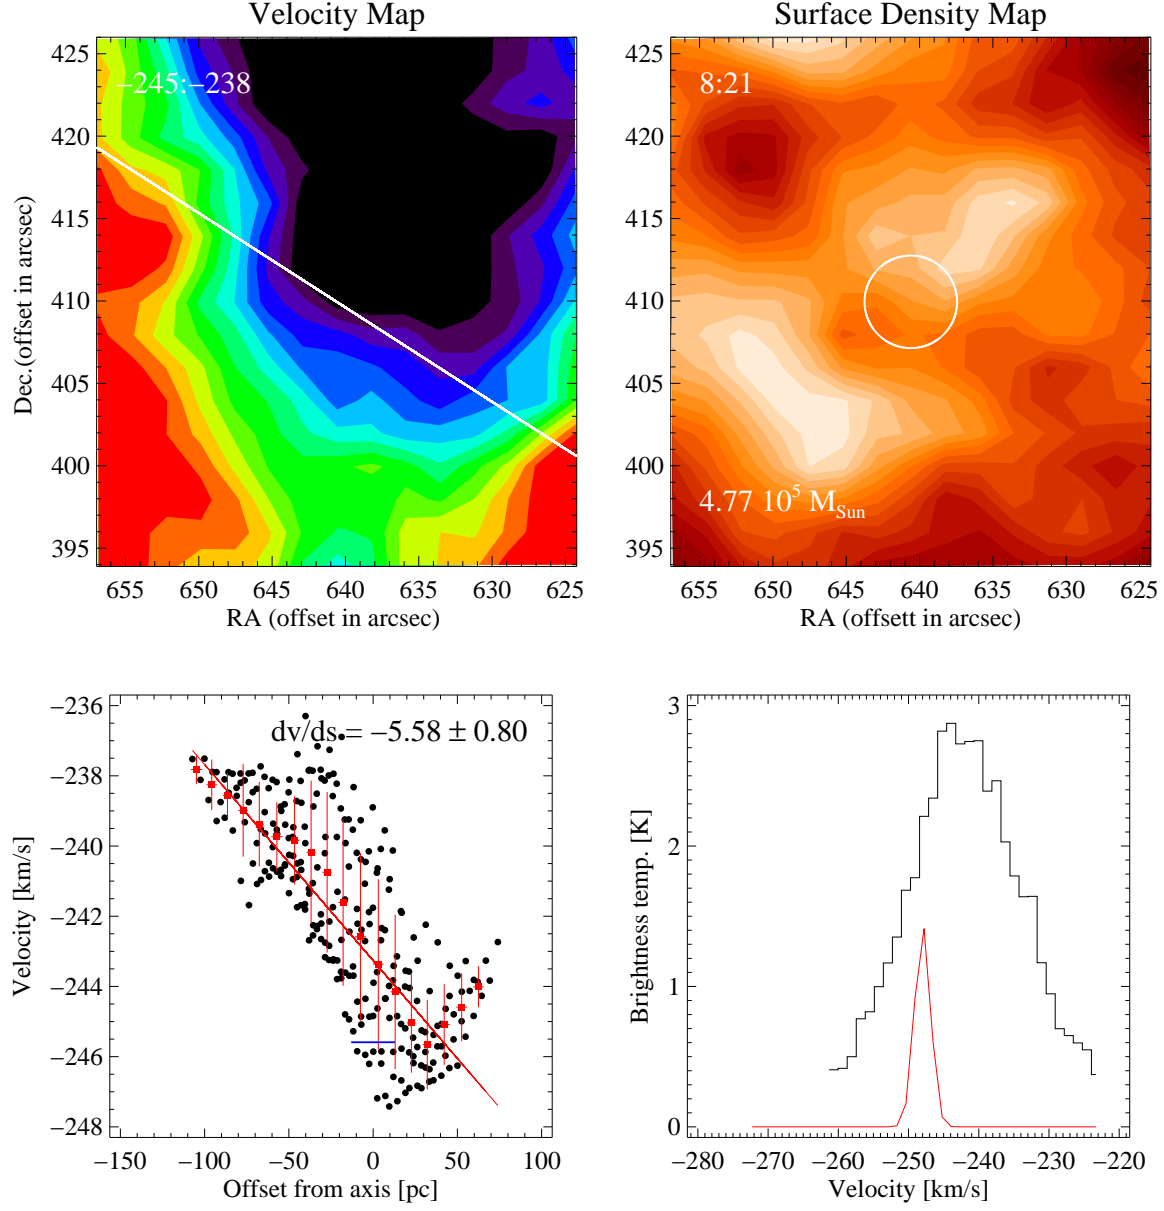 Velocity Map
Surface Density Map
−245:−238
8:21
4.77 10^5 M_Sun
425
420
415
410
405
400
395
Dec.(offset in arcsec)
655 650 645 640 635 630 625
RA (offset in arcsec)
425
420
415
410
405
400
395
655 650 645 640 635 630 625
RA (offsett in arcsec)
dv/ds = −5.58 ± 0.80
−236
−238
−240
−242
−244
−246
−248
Velocity [km/s]
−150 −100 −50 0 50 100
Offset from axis [pc]
3
2
1
0
Brightness temp. [K]
−280 −270 −260 −250 −240 −230 −220
Velocity [km/s]